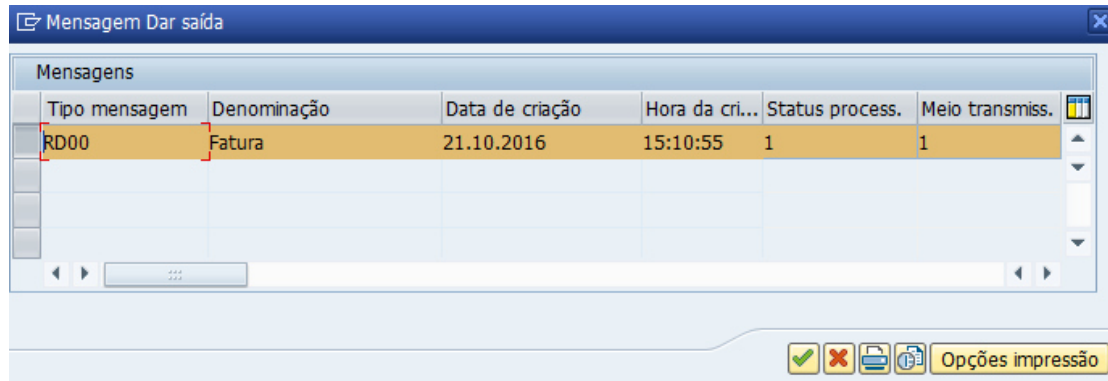 Mensagem Dar saída
Mensagens
Tipo mensagem Denominação Data de criação Hora da cri... Status process. Meio transmiss.
RD00 Fatura 21.10.2016 15:10:55 1 1
Opções impressão